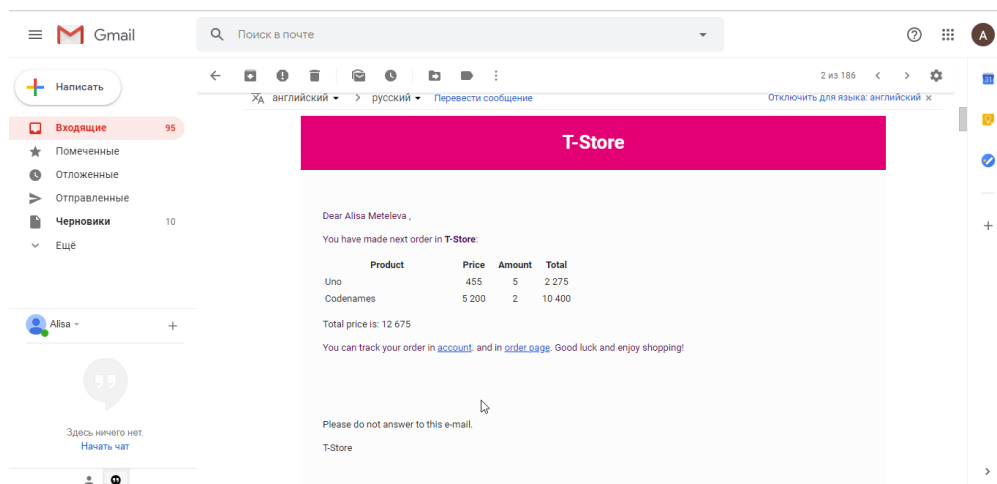 Gmail
Поиск в почте
A
Написать
2 из 186
31
английский > русский Перевести сообщение
Отключить для языка: английский ×
Входящие 95
Помеченные
Отложенные
Отправленные
Черновики 10
Ещё
T-Store
Dear Alisa Meteleva ,
You have made next order in T-Store:
Product Price Amount Total
Uno 455 5 2 275
Codenames 5 200 2 10 400
Total price is: 12 675
You can track your order in account. and in order page. Good luck and enjoy shopping!
Please do not answer to this e-mail.
T-Store
Alisa
Здесь ничего нет.
Начать чат